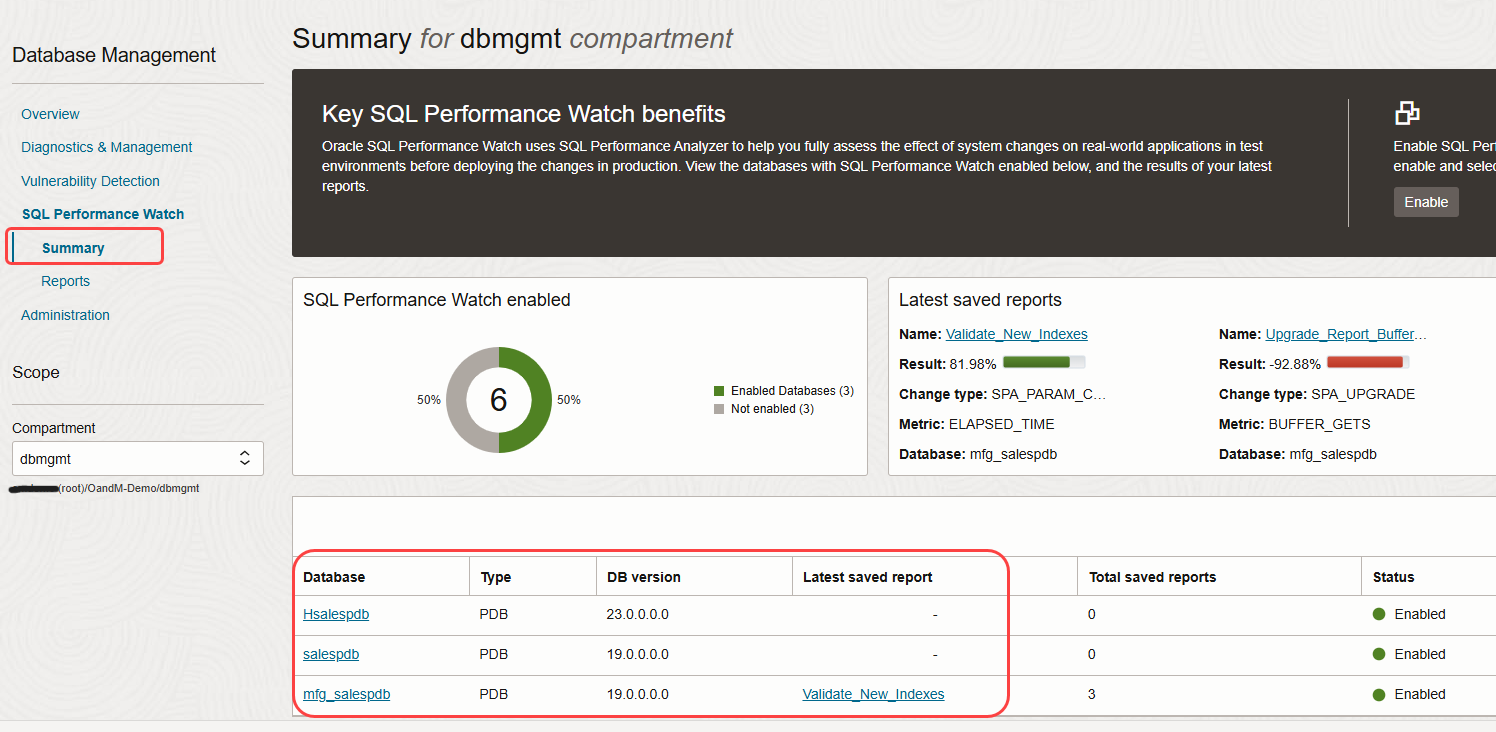 Database Management
Overview
Diagnostics & Management
Vulnerability Detection
SQL Performance Watch
Summary
Reports
Administration
Scope
Compartment
dbmgmt
(root)/OandM-Demo/dbmgmt
Summary for dbmgmt compartment
Key SQL Performance Watch benefits
Oracle SQL Performance Watch uses SQL Performance Analyzer to help you fully assess the effect of system changes on real-world applications in test
environments before deploying the changes in production. View the databases with SQL Performance Watch enabled below, and the results of your latest
reports.
Enable SQL Perf
enable and selec
Enable
SQL Performance Watch enabled
50%
6
50%
Enabled Databases (3)
Not enabled (3)
Latest saved reports
Name: Validate_New_Indexes
Result: 81.98%
Change type: SPA_PARAM_C...
Metric: ELAPSED_TIME
Database: mfg_salespdb
Name: Upgrade_Report_Buffer...
Result: -92.88%
Change type: SPA_UPGRADE
Metric: BUFFER_GETS
Database: mfg_salespdb
Database Type DB version Latest saved report Total saved reports Status
Hsalespdb PDB 23.0.0.0.0 - 0 Enabled
salespdb PDB 19.0.0.0.0 - 0 Enabled
mfg_salespdb PDB 19.0.0.0.0 Validate_New_Indexes 3 Enabled